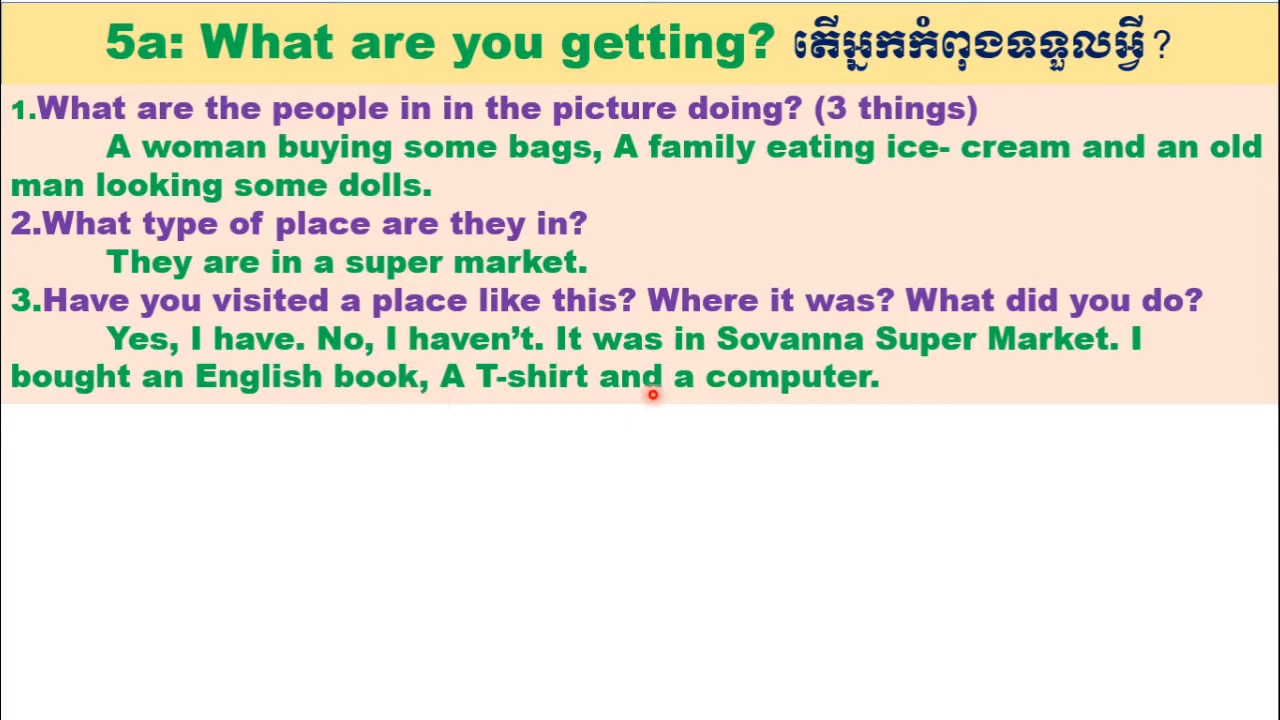 5a: What are you getting? តើអ្នកកំពុងទទួលអ្វី?
1.What are the people in in the picture doing? (3 things)
A woman buying some bags, A family eating ice- cream and an old
man looking some dolls.
2.What type of place are they in?
They are in a super market.
3.Have you visited a place like this? Where it was? What did you do?
Yes, I have. No, I haven’t. It was in Sovanna Super Market. I
bought an English book, A T-shirt and a computer.